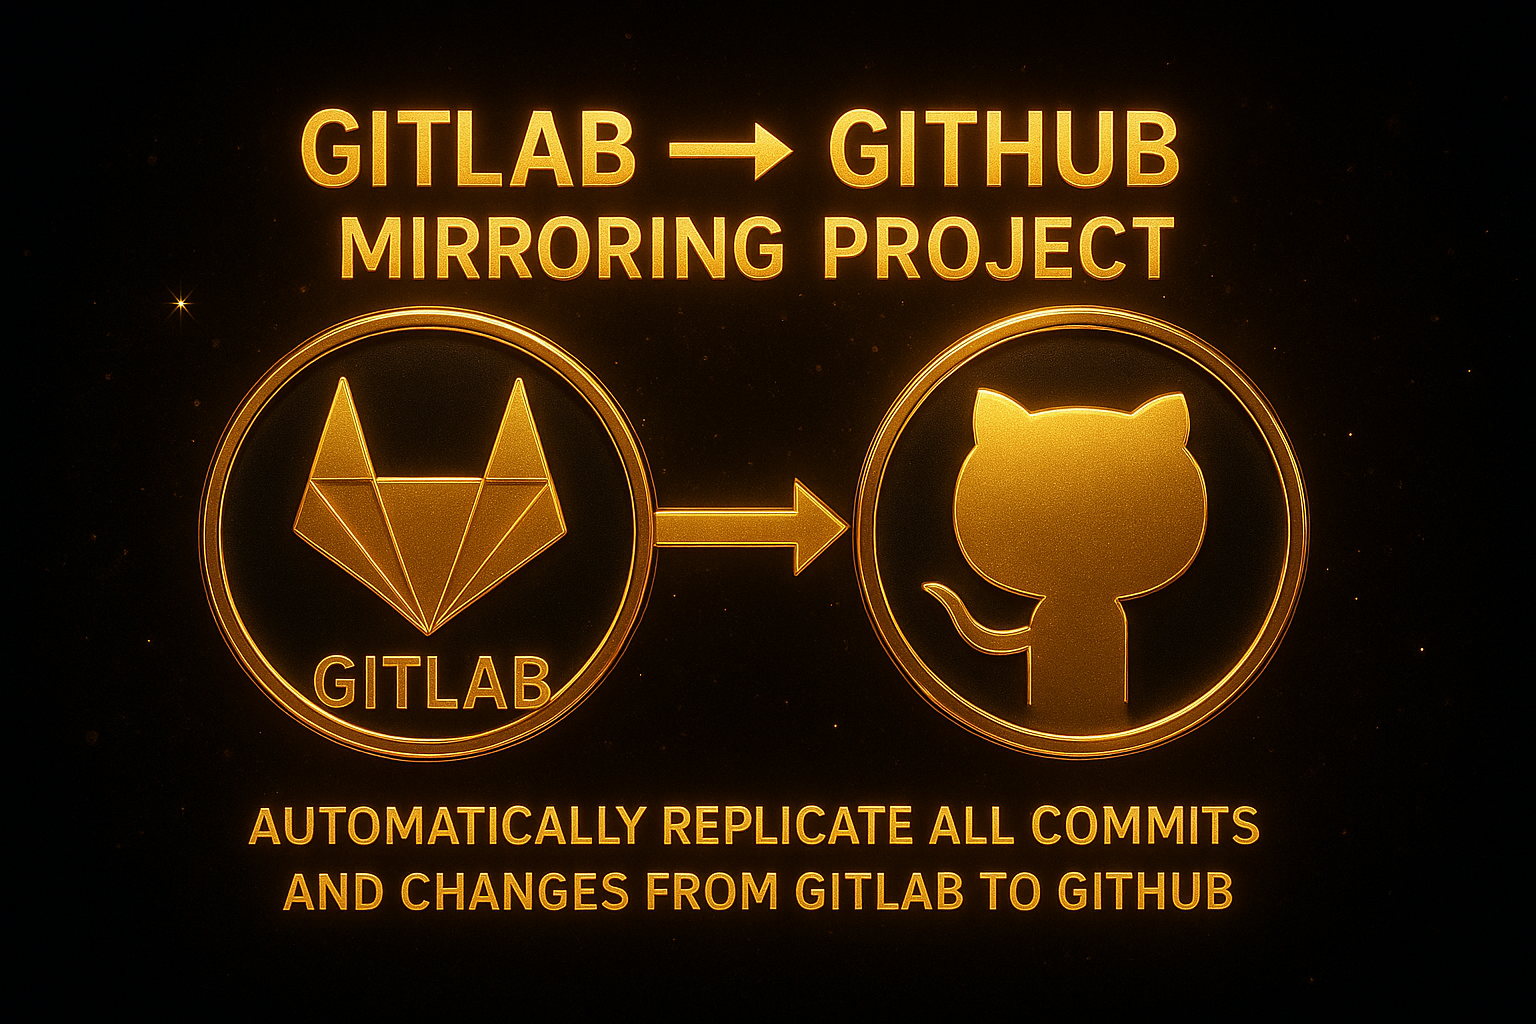 GITLAB → GITHUB
MIRRORING PROJECT
GITLAB
AUTOMATICALLY REPLICATE ALL COMMITS
AND CHANGES FROM GITLAB TO GITHUB